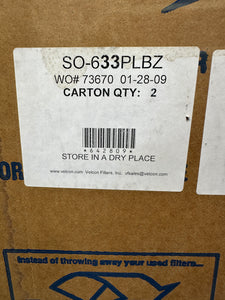 SO-633PLBZ
WO# 73670 01-28-09
CARTON QTY: 2
*642809*
STORE IN A DRY PLACE
www.velcon.com Velcon Filters, Inc. vfsales@velcon.com
OR
Instead of throwing away your used filters...